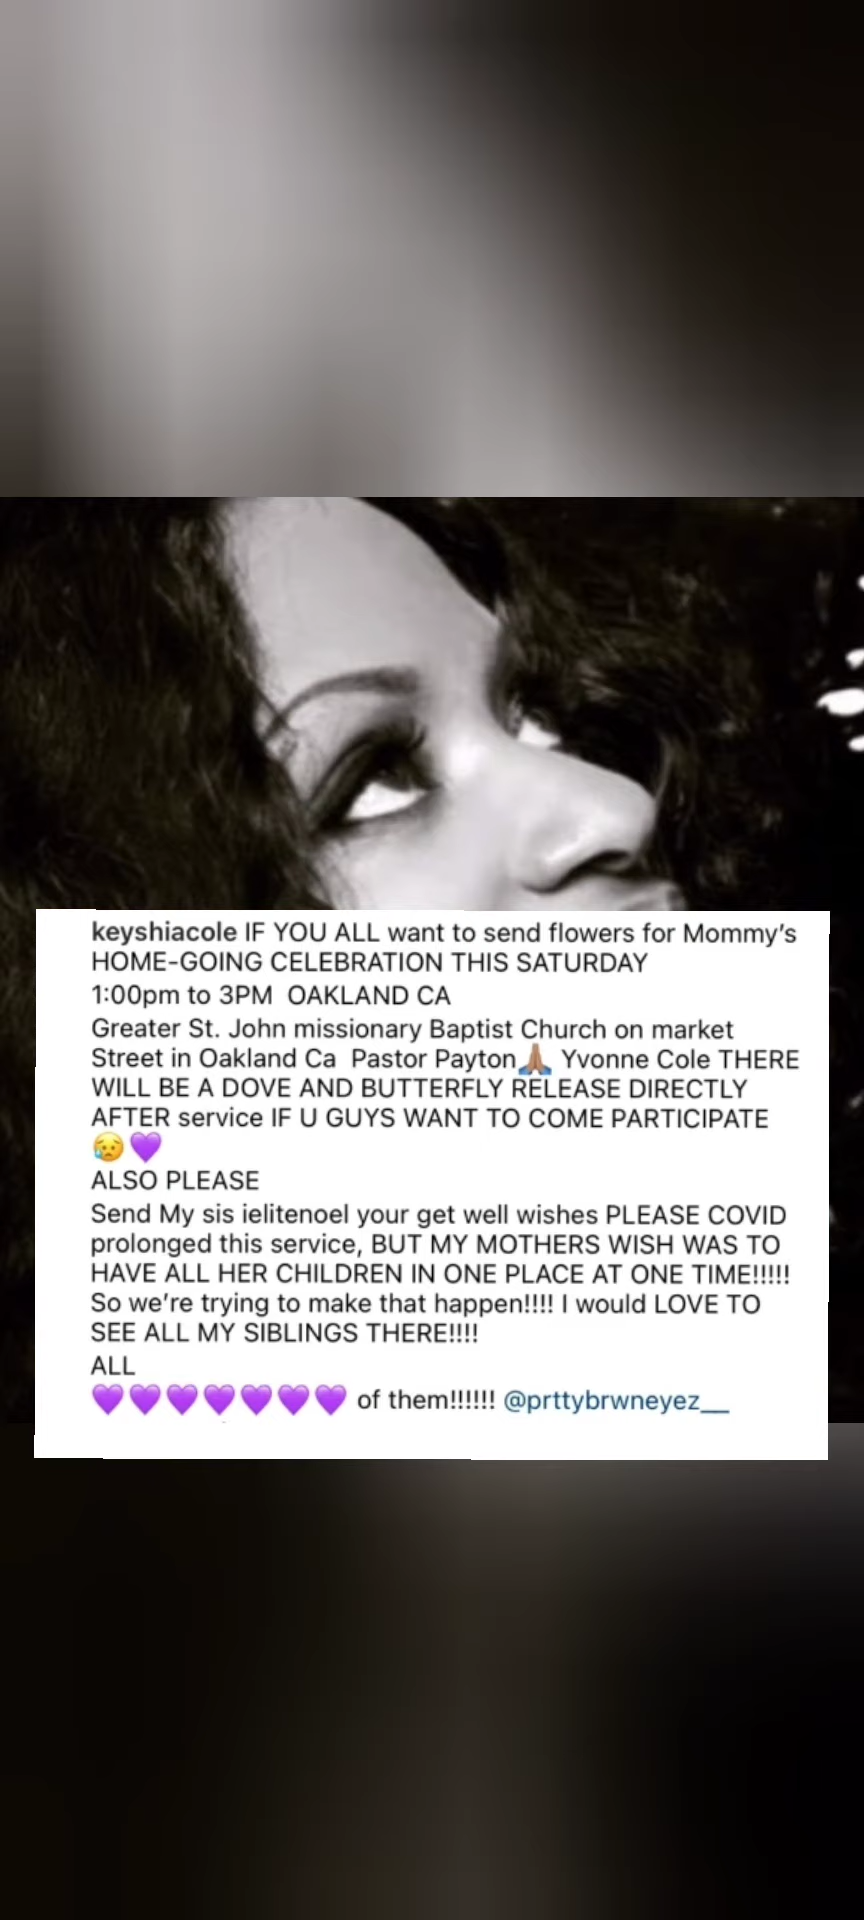 keyshiacole IF YOU ALL want to send flowers for Mommy's
HOME-GOING CELEBRATION THIS SATURDAY
1:00pm to 3PM  OAKLAND CA
Greater St. John missionary Baptist Church on market
Street in Oakland Ca  Pastor Payton🙏🏽 Yvonne Cole THERE
WILL BE A DOVE AND BUTTERFLY RELEASE DIRECTLY
AFTER service IF U GUYS WANT TO COME PARTICIPATE
😥💜
ALSO PLEASE
Send My sis ielitenoel your get well wishes PLEASE COVID
prolonged this service, BUT MY MOTHERS WISH WAS TO
HAVE ALL HER CHILDREN IN ONE PLACE AT ONE TIME!!!!!
So we're trying to make that happen!!!! I would LOVE TO
SEE ALL MY SIBLINGS THERE!!!!
ALL
💜💜💜💜💜💜💜 of them!!!!!! @prttybrwneyez__